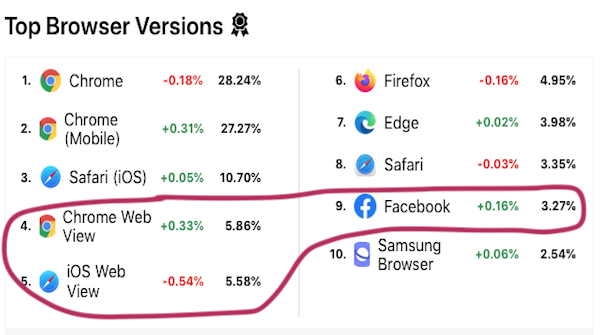 Top Browser Versions
1. Chrome -0.18% 28.24%
2. Chrome (Mobile) +0.31% 27.27%
3. Safari (iOS) +0.05% 10.70%
4. Chrome Web View +0.33% 5.86%
5. iOS Web View -0.54% 5.58%
6. Firefox -0.16% 4.95%
7. Edge +0.02% 3.98%
8. Safari -0.03% 3.35%
9. Facebook +0.16% 3.27%
10. Samsung Browser +0.06% 2.54%